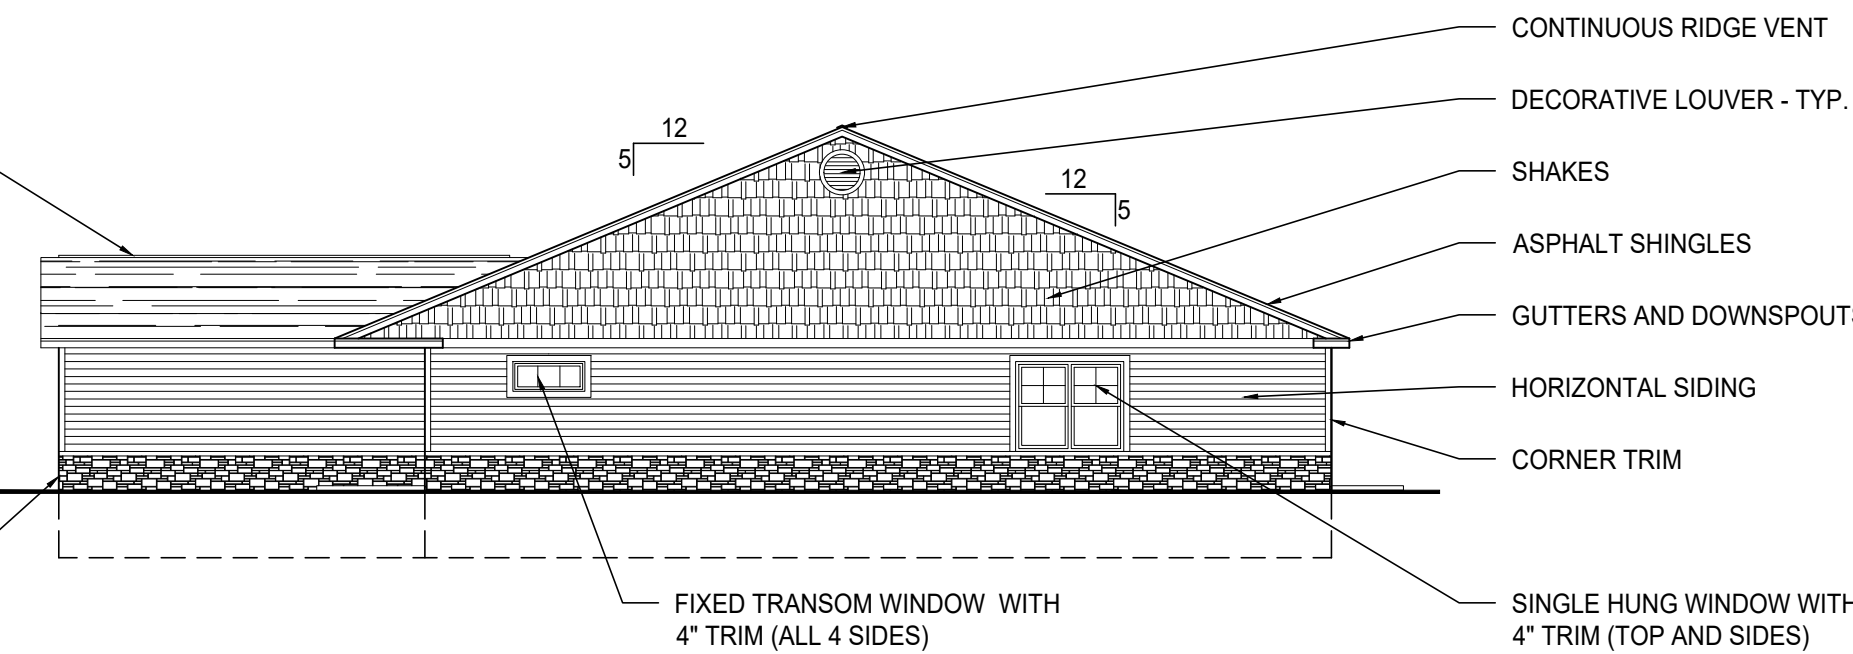 CONTINUOUS RIDGE VENT
DECORATIVE LOUVER - TYP.
12
5
SHAKES
12
5
ASPHALT SHINGLES
GUTTERS AND DOWNSPOUTS
HORIZONTAL SIDING
CORNER TRIM
FIXED TRANSOM WINDOW WITH
4" TRIM (ALL 4 SIDES)
SINGLE HUNG WINDOW WITH
4" TRIM (TOP AND SIDES)